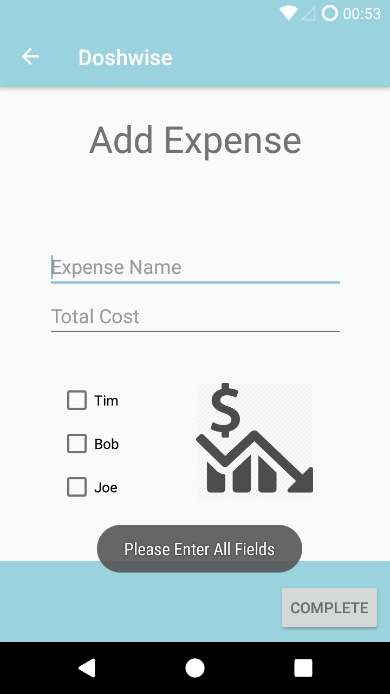 00:53
Doshwise
Add Expense
Expense Name
Total Cost
Tim
Bob
Joe
$
Please Enter All Fields
COMPLETE